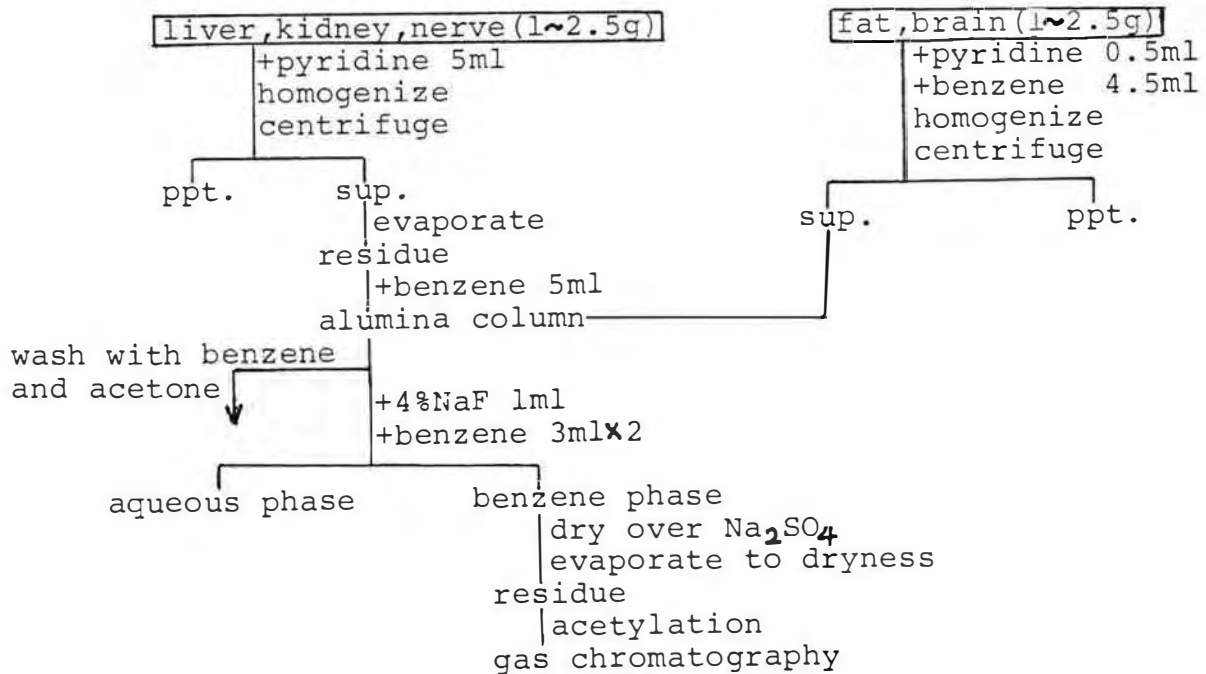 liver,kidney,nerve(1~2.5g)
+pyridine 5ml
homogenize
centrifuge
ppt. sup.
evaporate
residue
+benzene 5ml
alumina column
fat,brain(1~2.5g)
+pyridine 0.5ml
+benzene 4.5ml
homogenize
centrifuge
sup. ppt.
wash with benzene
and acetone
+4%NaF 1ml
+benzene 3ml×2
aqueous phase benzene phase
dry over Na₂SO₄
evaporate to dryness
residue
acetylation
gas chromatography